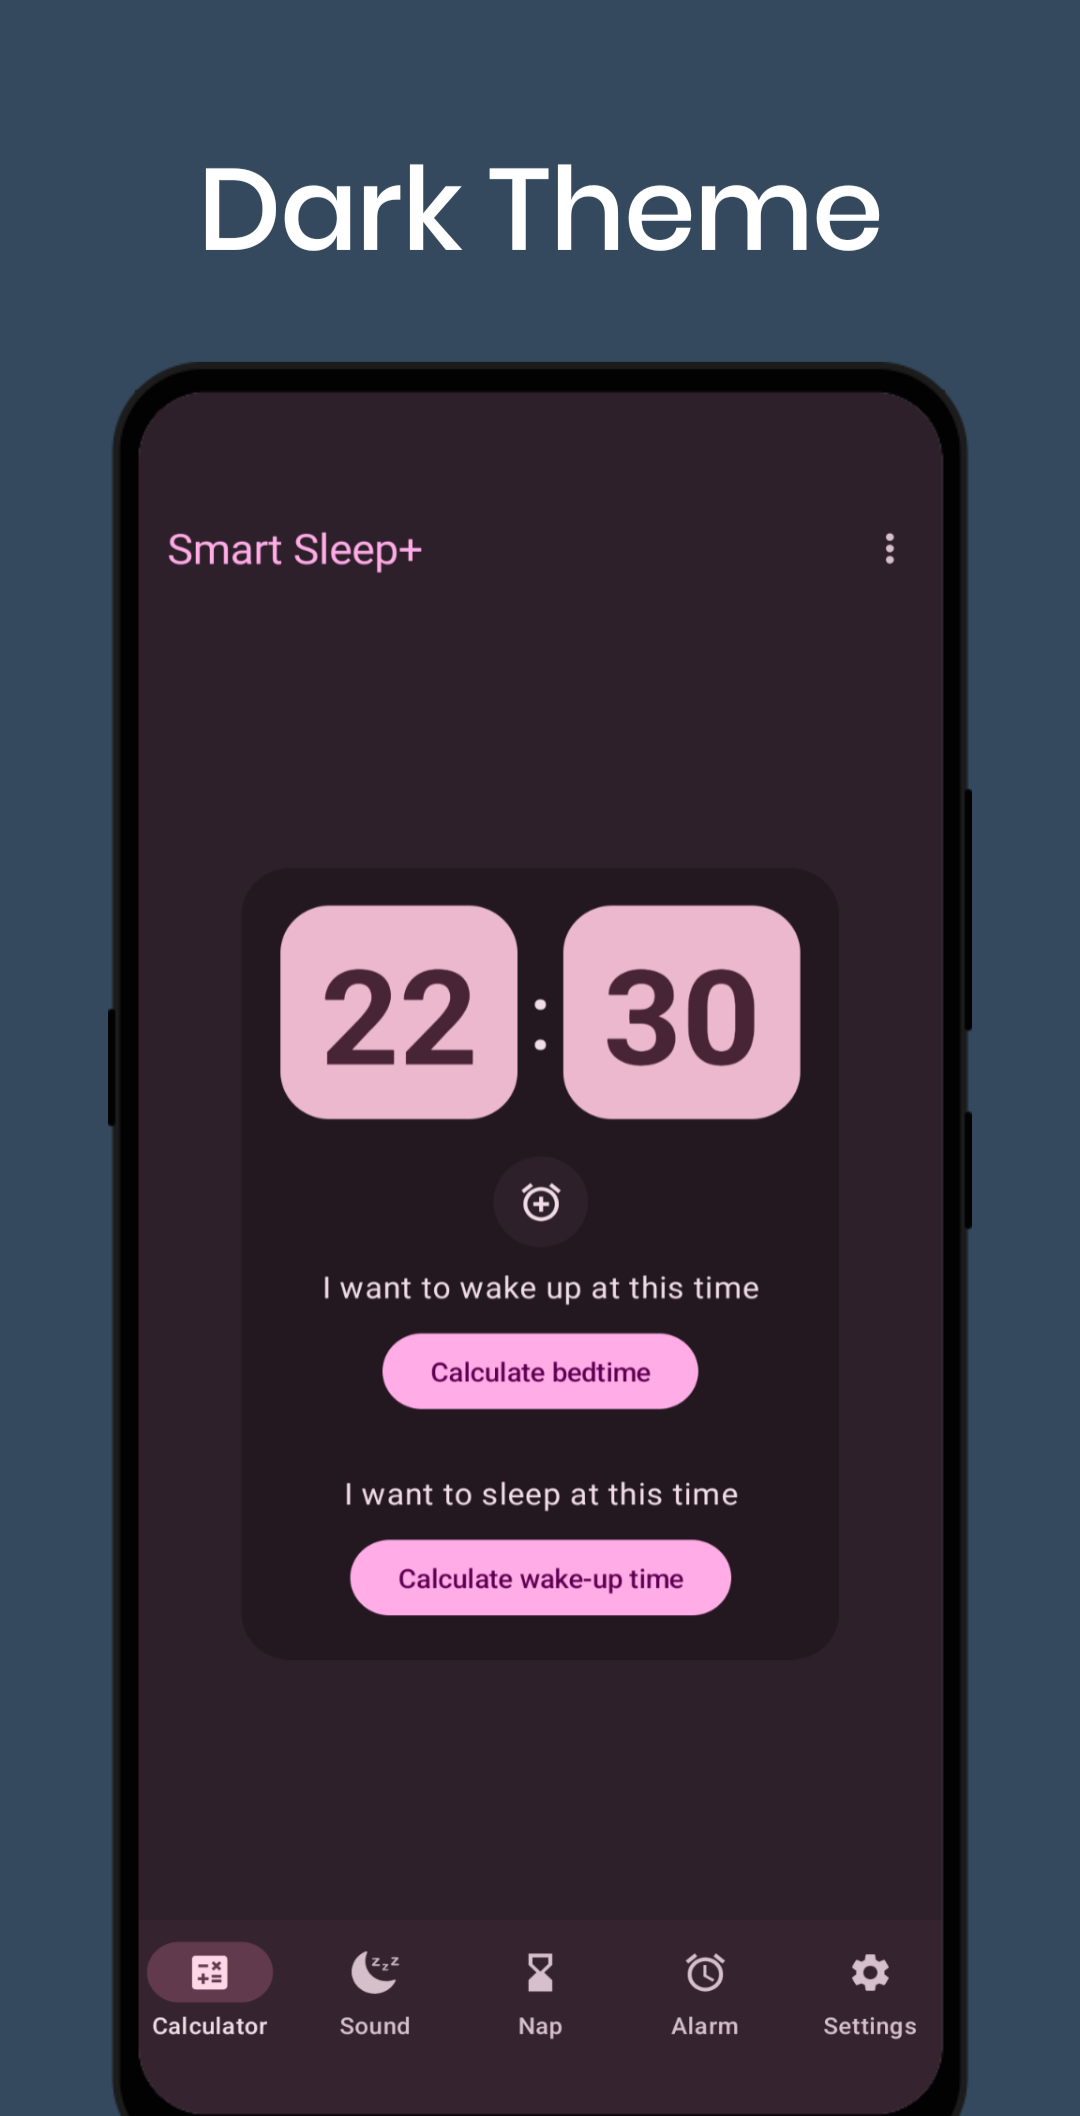 Dark Theme
Smart Sleep+
22 : 30
I want to wake up at this time
Calculate bedtime
I want to sleep at this time
Calculate wake-up time
Calculator Sound Nap Alarm Settings